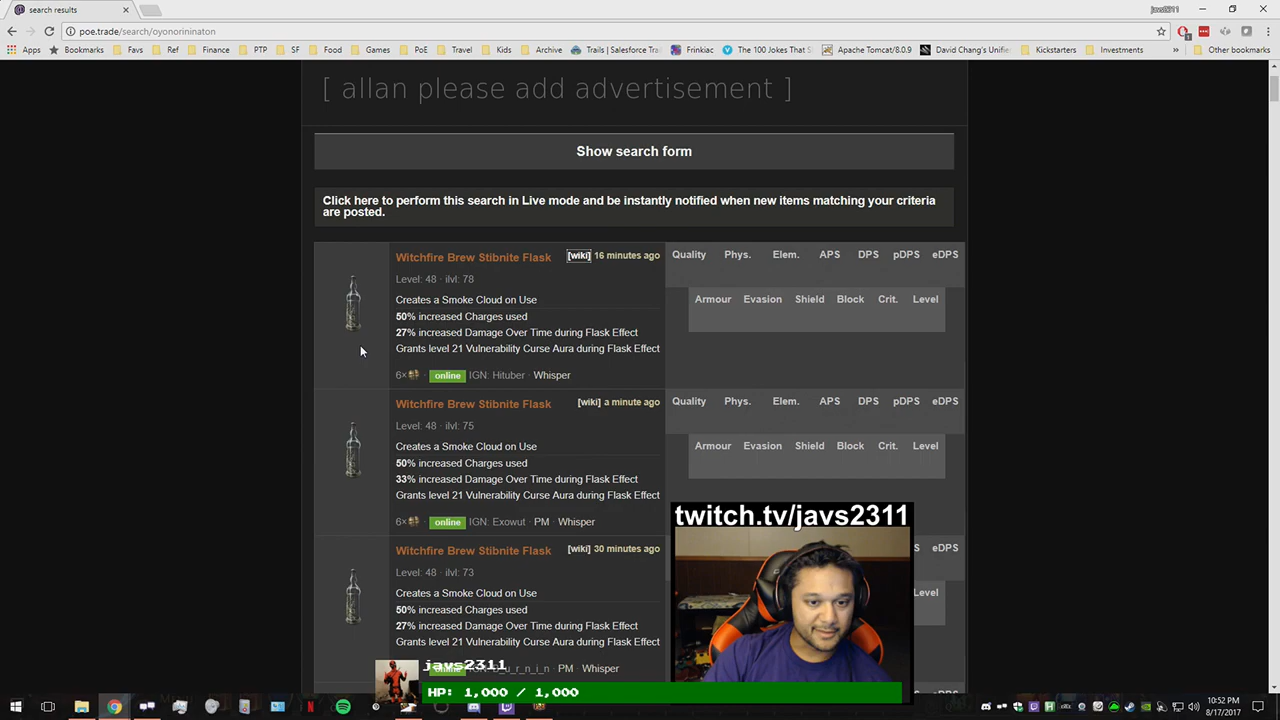 search results
javs2311
poe.trade/search/oyonorininaton
Apps Bookmarks Favs Ref Finance PTP SF Food Games PoE Travel Archive Trails | Salesforce Tra Frinkiac The 100 Jokes That S Apache Tomcat/8.0.9 David Chang's Unifie Kickstarters Investments » Other bookmarks
[ allan please add advertisement ]
Show search form
Click here to perform this search in Live mode and be instantly notified when new items matching your criteria
are posted.
Witchfire Brew Stibnite Flask [wiki] 16 minutes ago Quality Phys. Elem. APS DPS pDPS eDPS
Level: 48 · ilvl: 78
Creates a Smoke Cloud on Use Armour Evasion Shield Block Crit. Level
50% increased Charges used
27% increased Damage Over Time during Flask Effect
Grants level 21 Vulnerability Curse Aura during Flask Effect
6× · online IGN: Hituber · Whisper
Witchfire Brew Stibnite Flask [wiki] a minute ago Quality Phys. Elem. APS DPS pDPS eDPS
Level: 48 · ilvl: 75
Creates a Smoke Cloud on Use Armour Evasion Shield Block Crit. Level
50% increased Charges used
33% increased Damage Over Time during Flask Effect
Grants level 21 Vulnerability Curse Aura during Flask Effect
6× · online IGN: Exowut · PM · Whisper
twitch.tv/javs2311
Witchfire Brew Stibnite Flask [wiki] 30 minutes ago S eDPS
Level: 48 · ilvl: 73
Creates a Smoke Cloud on Use Level
50% increased Charges used
27% increased Damage Over Time during Flask Effect
Grants level 21 Vulnerability Curse Aura during Flask Effect
PM · Whisper
javs2311
HP: 1,000 / 1,000
10:52 PM
8/17/2017